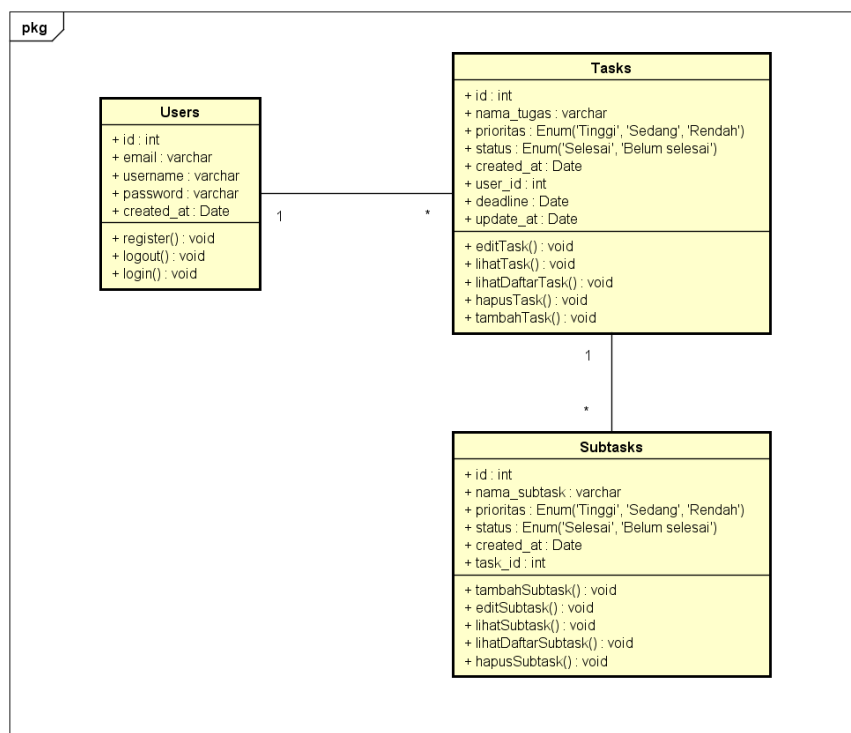 pkg
Users
+ id : int
+ email : varchar
+ username : varchar
+ password : varchar
+ created_at : Date
+ register() : void
+ logout() : void
+ login() : void
1
*
Tasks
+ id : int
+ nama_tugas : varchar
+ prioritas : Enum('Tinggi', 'Sedang', 'Rendah')
+ status : Enum('Selesai', 'Belum selesai')
+ created_at : Date
+ user_id : int
+ deadline : Date
+ update_at : Date
+ editTask() : void
+ lihatTask() : void
+ lihatDaftarTask() : void
+ hapusTask() : void
+ tambahTask() : void
1
*
Subtasks
+ id : int
+ nama_subtask : varchar
+ prioritas : Enum('Tinggi', 'Sedang', 'Rendah')
+ status : Enum('Selesai', 'Belum selesai')
+ created_at : Date
+ task_id : int
+ tambahSubtask() : void
+ editSubtask() : void
+ lihatSubtask() : void
+ lihatDaftarSubtask() : void
+ hapusSubtask() : void